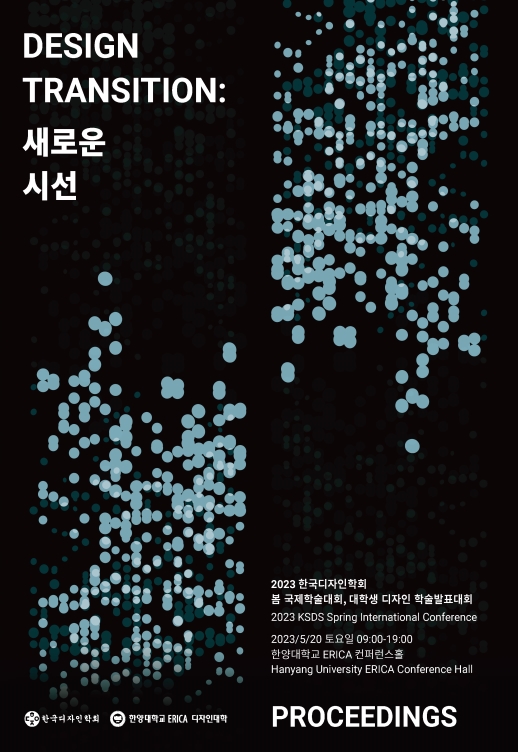 DESIGN
TRANSITION:
새로운
시선
2023 한국디자인학회
봄 국제학술대회, 대학생 디자인 학술발표대회
2023 KSDS Spring International Conference
2023/5/20 토요일 09:00-19:00
한양대학교 ERICA 컨퍼런스홀
Hanyang University ERICA Conference Hall
한국디자인학회
한양대학교 ERICA 디자인대학
PROCEEDINGS